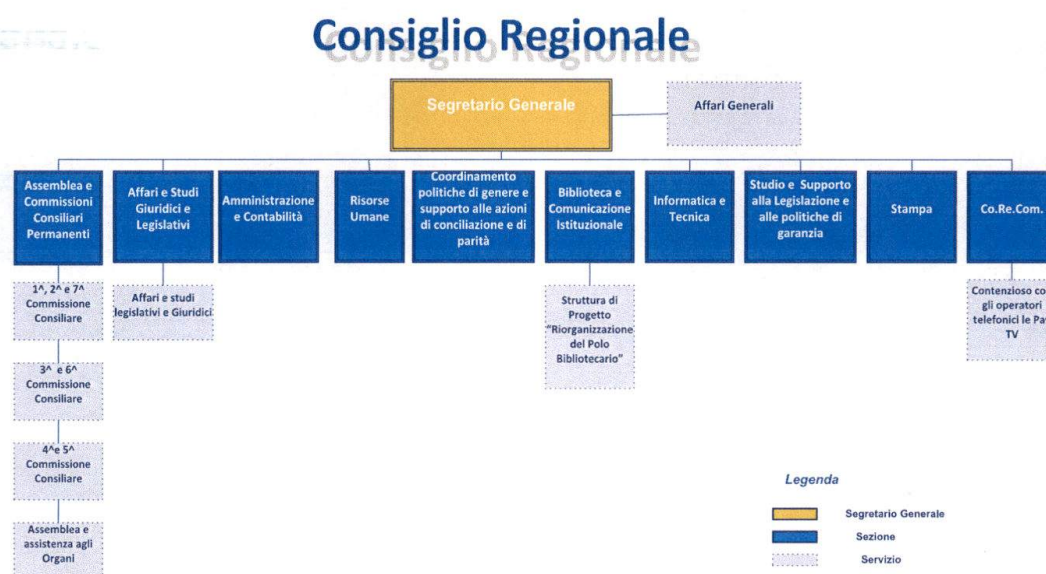 Consiglio Regionale
Segretario Generale
Affari Generali
Assemblea e
Commissioni
Consiliari
Permanenti
Affari e Studi
Giuridici e
Legislativi
Amministrazione
e Contabilità
Risorse
Umane
Coordinamento
politiche di genere e
supporto alle azioni
di conciliazione e di
parità
Biblioteca e
Comunicazione
Istituzionale
Informatica e
Tecnica
Studio e Supporto
alla Legislazione e
alle politiche di
garanzia
Stampa
Co.Re.Com.
1^, 2^ e 7^
Commissione
Consiliare
3^ e 6^
Commissione
Consiliare
4^e 5^
Commissione
Consiliare
Assemblea e
assistenza agli
Organi
Affari e studi
legislativi e Giuridici
Struttura di
Progetto
"Riorganizzazione
del Polo
Bibliotecario"
Contenzioso
gli operatori
telefonici le
TV
Legenda
Segretario Generale
Sezione
Servizio